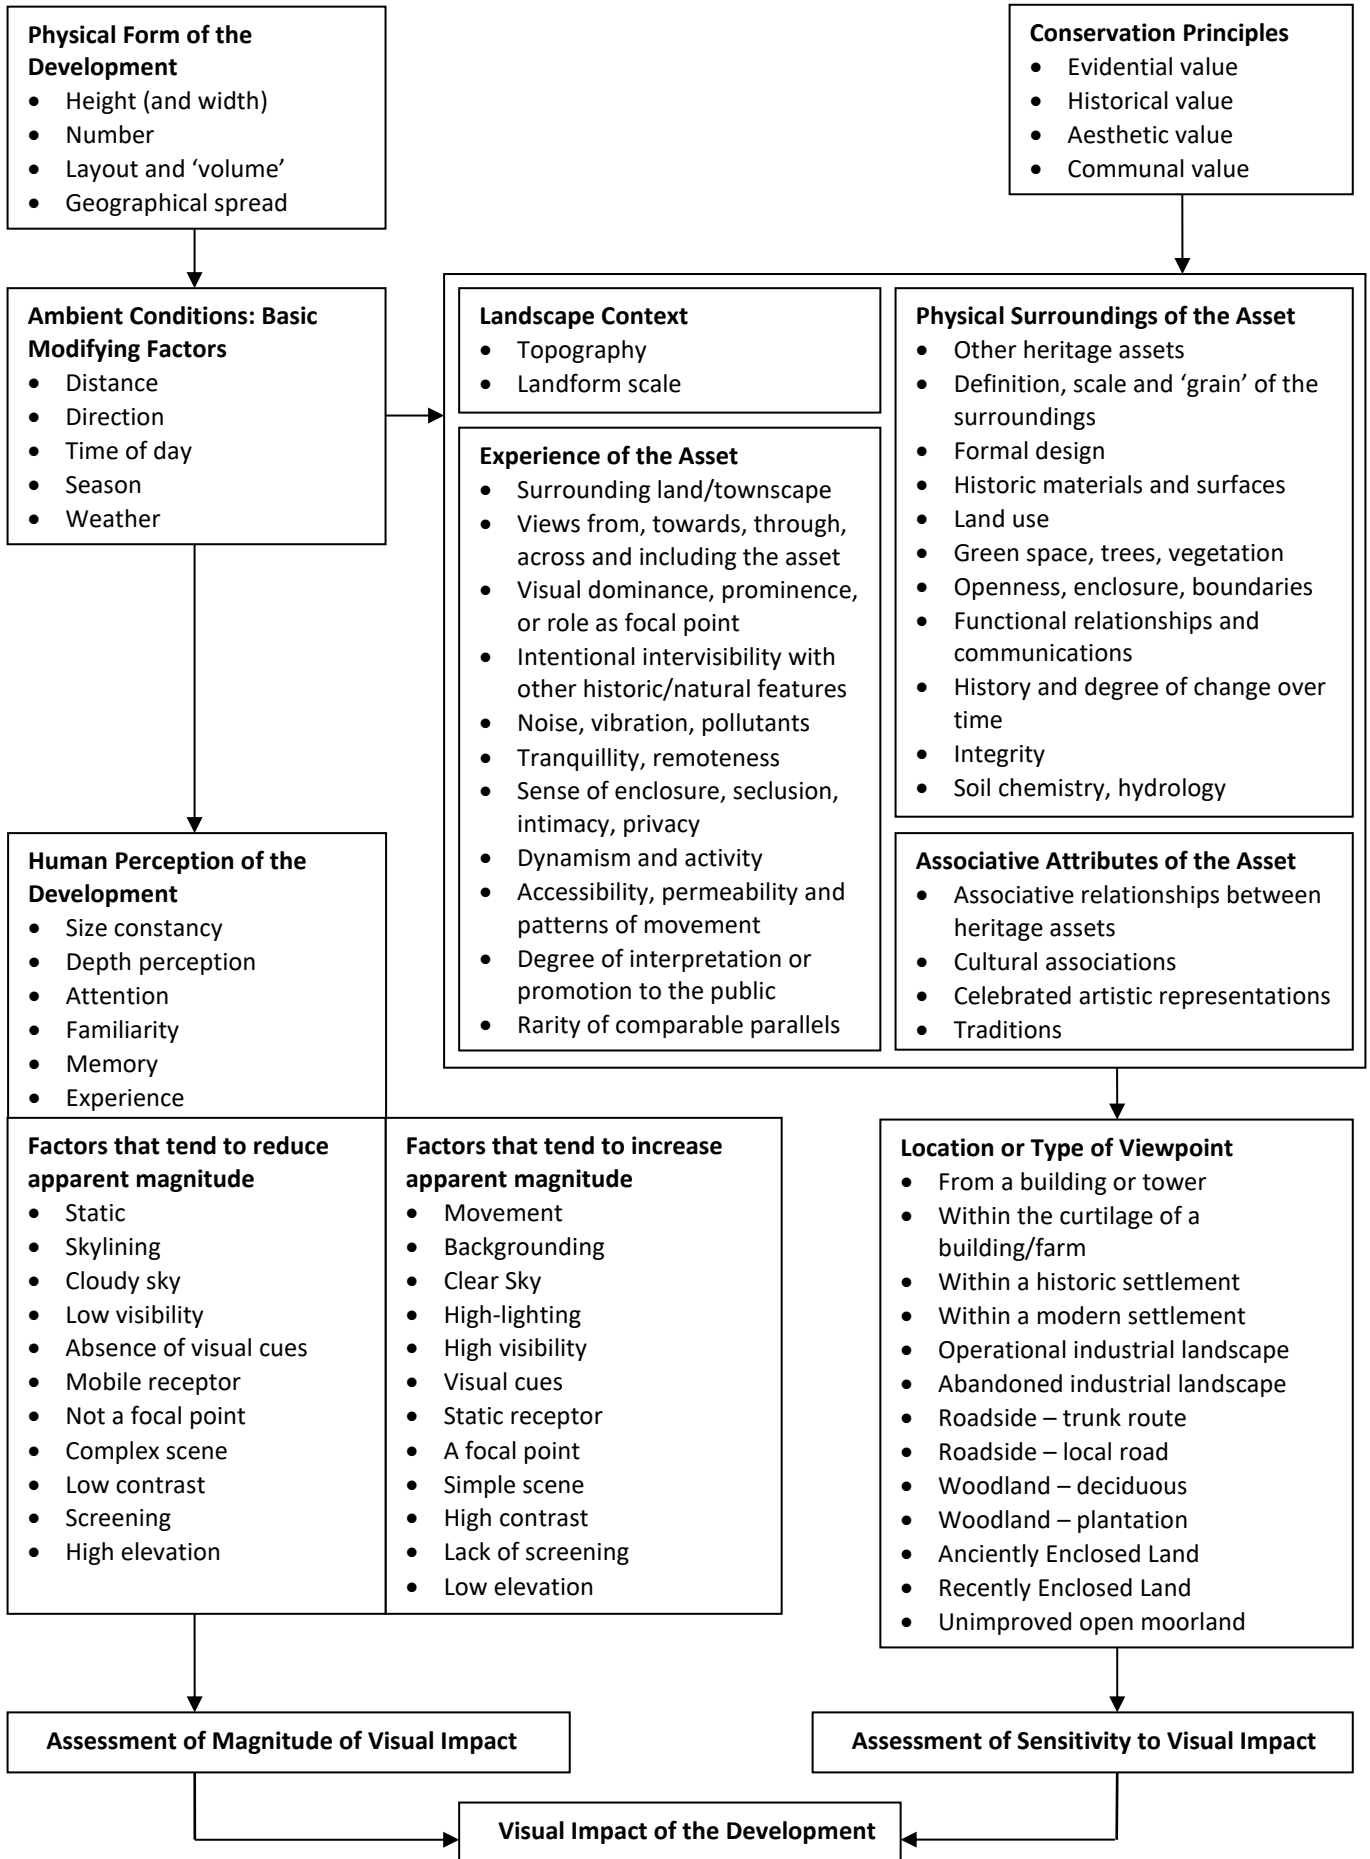 Physical Form of the
Development
• Height (and width)
• Number
• Layout and ‘volume’
• Geographical spread
Conservation Principles
• Evidential value
• Historical value
• Aesthetic value
• Communal value
Ambient Conditions: Basic
Modifying Factors
• Distance
• Direction
• Time of day
• Season
• Weather
Landscape Context
• Topography
• Landform scale
Experience of the Asset
• Surrounding land/townscape
• Views from, towards, through,
across and including the asset
• Visual dominance, prominence,
or role as focal point
• Intentional intervisibility with
other historic/natural features
• Noise, vibration, pollutants
• Tranquillity, remoteness
• Sense of enclosure, seclusion,
intimacy, privacy
• Dynamism and activity
• Accessibility, permeability and
patterns of movement
• Degree of interpretation or
promotion to the public
• Rarity of comparable parallels
Physical Surroundings of the Asset
• Other heritage assets
• Definition, scale and ‘grain’ of the
surroundings
• Formal design
• Historic materials and surfaces
• Land use
• Green space, trees, vegetation
• Openness, enclosure, boundaries
• Functional relationships and
communications
• History and degree of change over
time
• Integrity
• Soil chemistry, hydrology
Associative Attributes of the Asset
• Associative relationships between
heritage assets
• Cultural associations
• Celebrated artistic representations
• Traditions
Human Perception of the
Development
• Size constancy
• Depth perception
• Attention
• Familiarity
• Memory
• Experience
Factors that tend to reduce
apparent magnitude
• Static
• Skylining
• Cloudy sky
• Low visibility
• Absence of visual cues
• Mobile receptor
• Not a focal point
• Complex scene
• Low contrast
• Screening
• High elevation
Factors that tend to increase
apparent magnitude
• Movement
• Backgrounding
• Clear Sky
• High-lighting
• High visibility
• Visual cues
• Static receptor
• A focal point
• Simple scene
• High contrast
• Lack of screening
• Low elevation
Location or Type of Viewpoint
• From a building or tower
• Within the curtilage of a
building/farm
• Within a historic settlement
• Within a modern settlement
• Operational industrial landscape
• Abandoned industrial landscape
• Roadside – trunk route
• Roadside – local road
• Woodland – deciduous
• Woodland – plantation
• Anciently Enclosed Land
• Recently Enclosed Land
• Unimproved open moorland
Assessment of Magnitude of Visual Impact
Assessment of Sensitivity to Visual Impact
Visual Impact of the Development